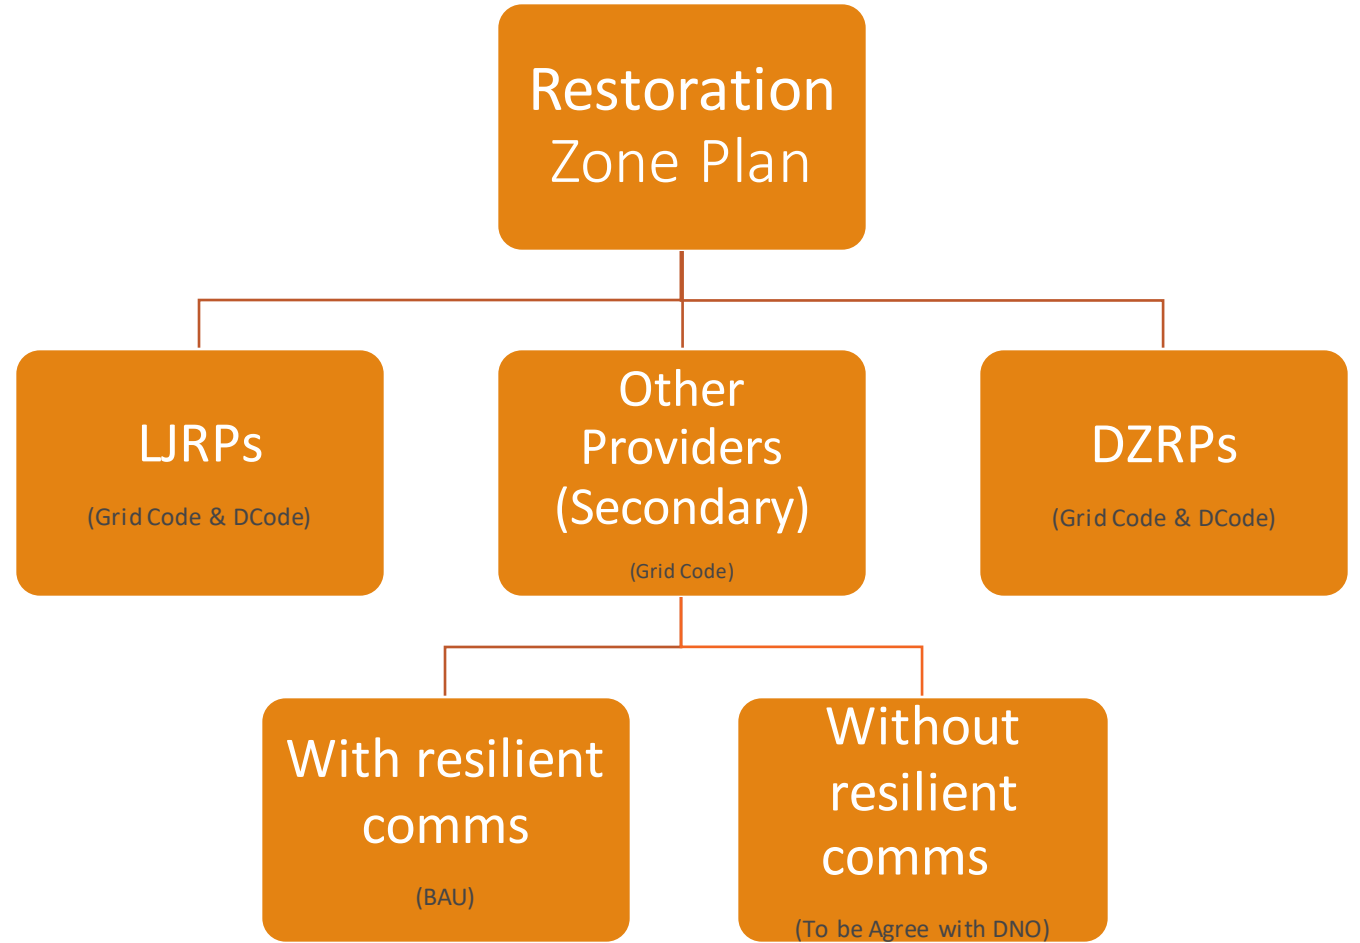 Restoration
Zone Plan
LJRPs
(Grid Code & DCode)
Other
Providers
(Secondary)
(Grid Code)
DZRPs
(Grid Code & DCode)
With resilient
comms
(BAU)
Without
resilient
comms
(To be Agree with DNO)